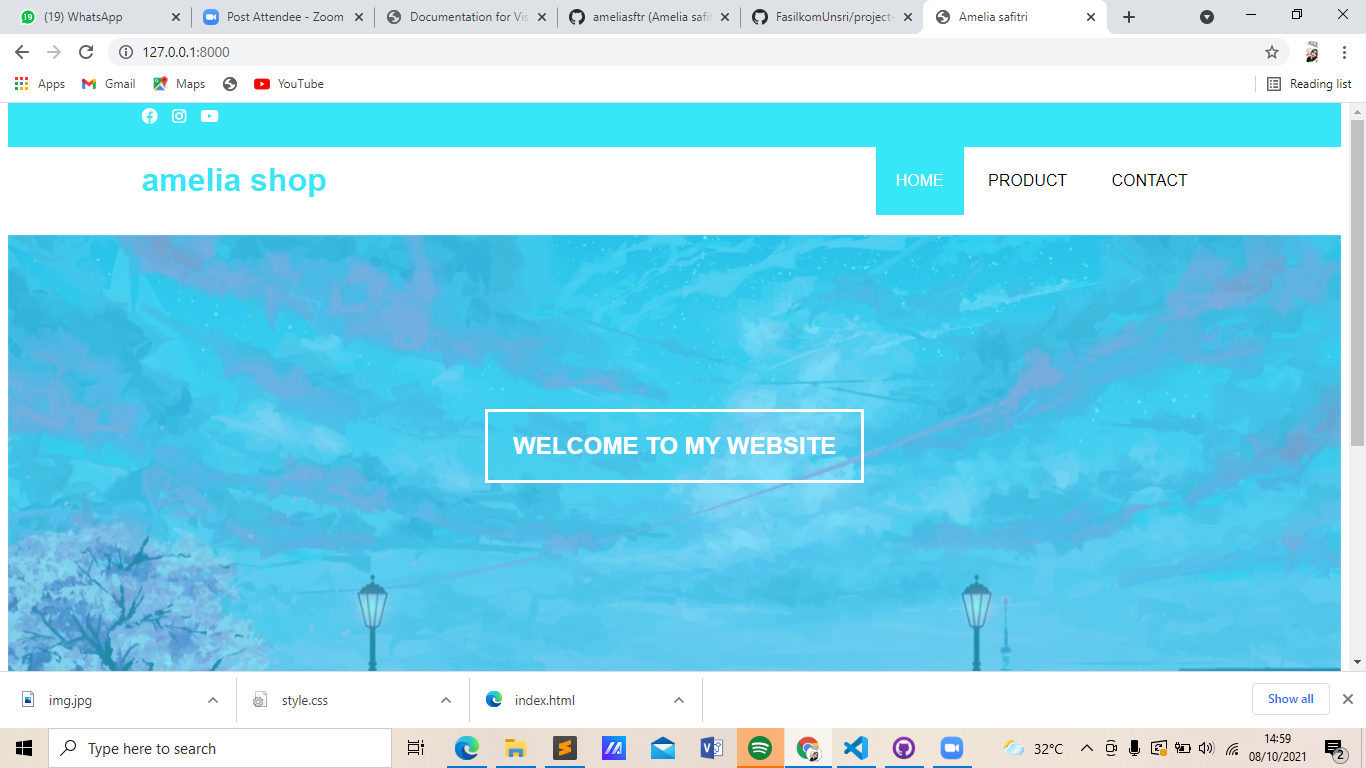 (19) WhatsApp
Post Attendee - Zoom
Documentation for Vis
ameliasftr (Amelia safit
FasilkomUnsri/project-
Amelia safitri
127.0.0.1:8000
Apps
Gmail
Maps
YouTube
Reading list
amelia shop
HOME
PRODUCT
CONTACT
WELCOME TO MY WEBSITE
img.jpg
style.css
index.html
Show all
Type here to search
32°C
14:59
08/10/2021
2